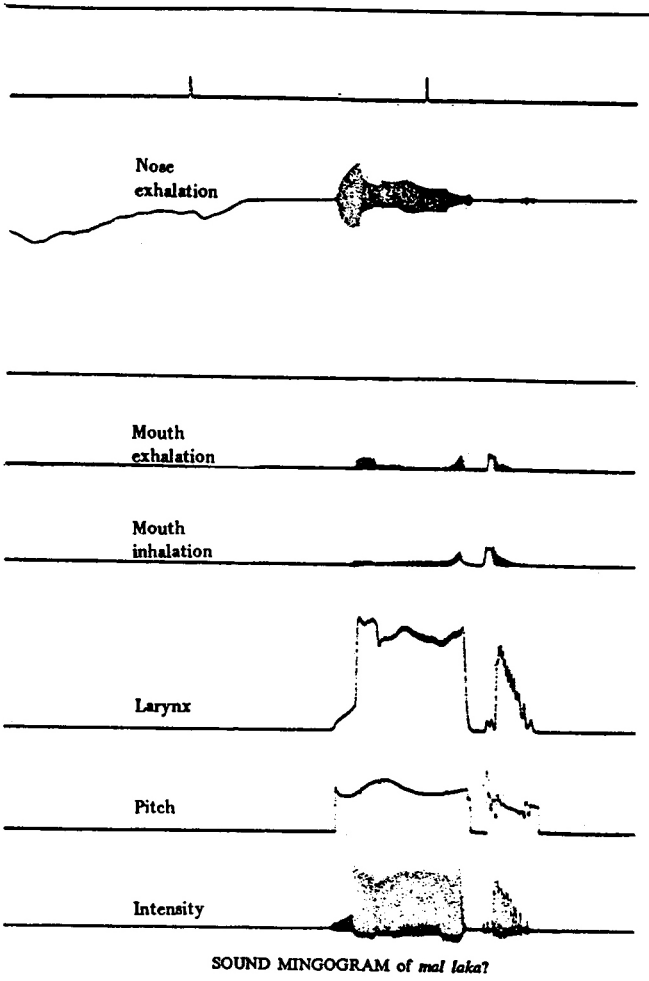 Nose
exhalation
Mouth
exhalation
Mouth
inhalation
Larynx
Pitch
Intensity
SOUND MINGOGRAM of mal laka?